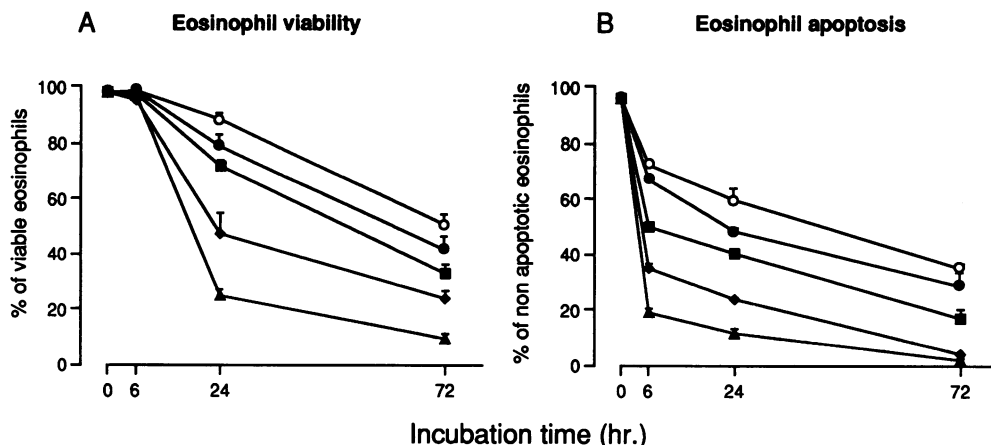 A Eosinophil viability
% of viable eosinophils
100
80
60
40
20
0
0 6 24 72
B Eosinophil apoptosis
% of non apoptotic eosinophils
100
80
60
40
20
0
0 6 24 72
Incubation time (hr.)